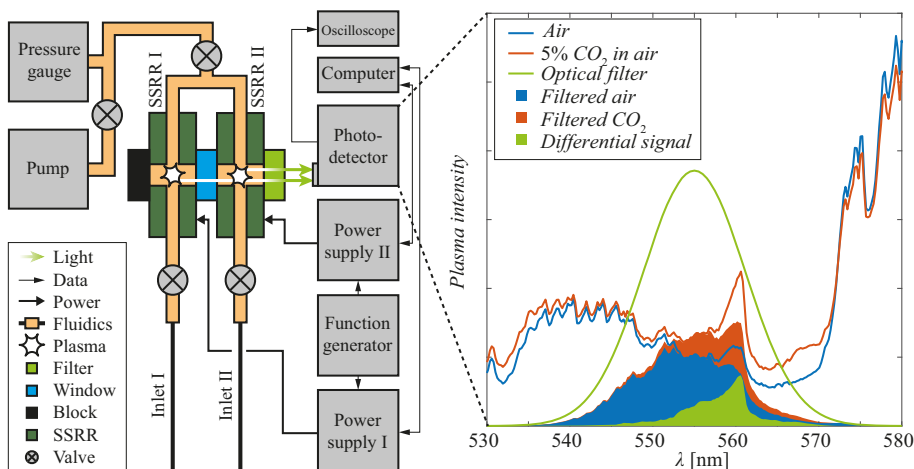 Pressure
gauge
Pump
SSRR I
SSRR II
Oscilloscope
Computer
Photo-
detector
Power
supply II
Function
generator
Power
supply I
Inlet I
Inlet II
Light
Data
Power
Fluidics
Plasma
Filter
Window
Block
SSRR
Valve
Air
5% CO₂ in air
Optical filter
Filtered air
Filtered CO₂
Differential signal
Plasma intensity
530 540 550 560 570 580
λ [nm]